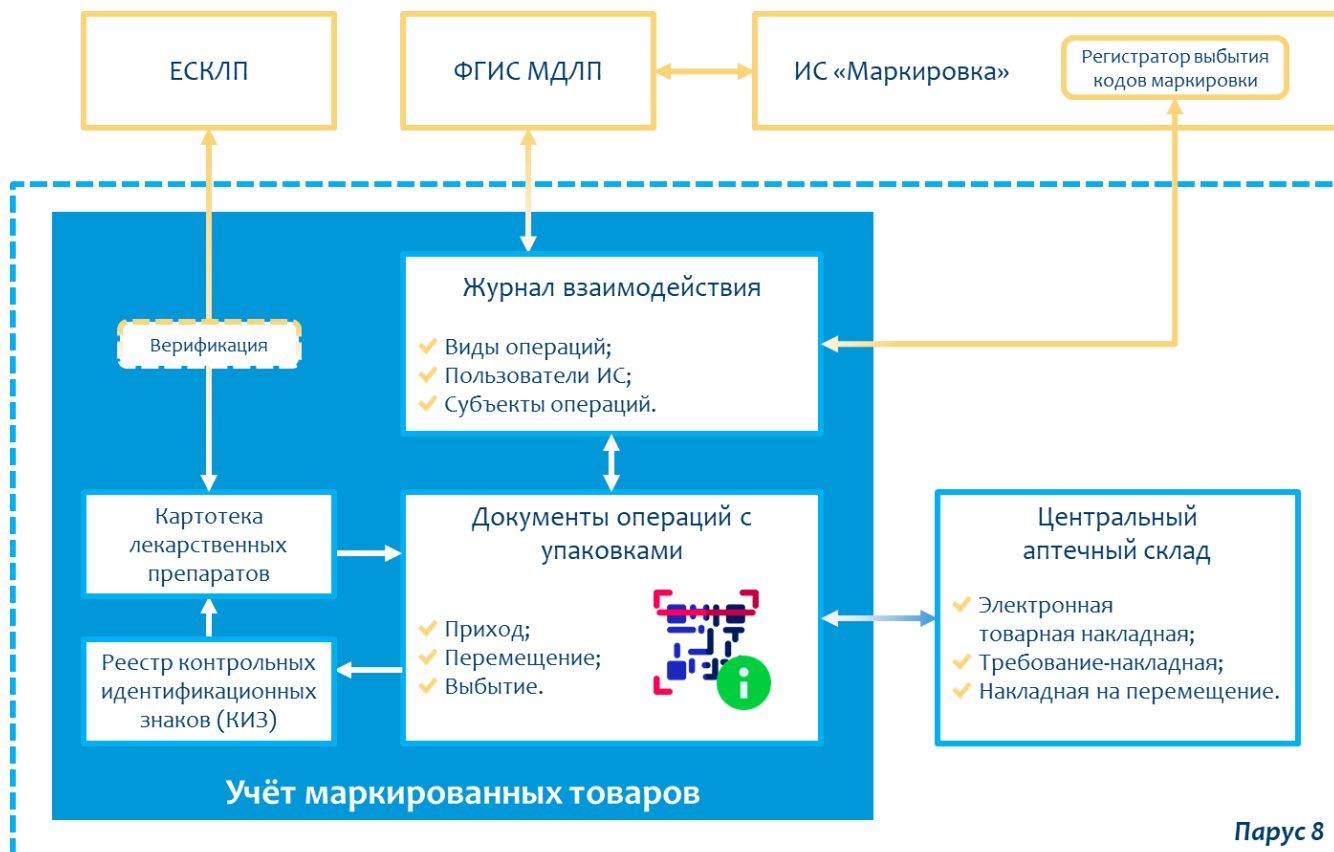 ЕСКЛП
ФГИС МДЛП
ИС «Маркировка»
Регистратор выбытия
кодов маркировки
Верификация
Журнал взаимодействия
Виды операций;
Пользователи ИС;
Субъекты операций.
Картотека
лекарственных
препаратов
Документы операций с
упаковками
Приход;
Перемещение;
Выбытие.
Центральный
аптечный склад
Электронная
товарная накладная;
Требование-накладная;
Накладная на перемещение.
Реестр контрольных
идентификационных
знаков (КИЗ)
Учёт маркированных товаров
Парус 8